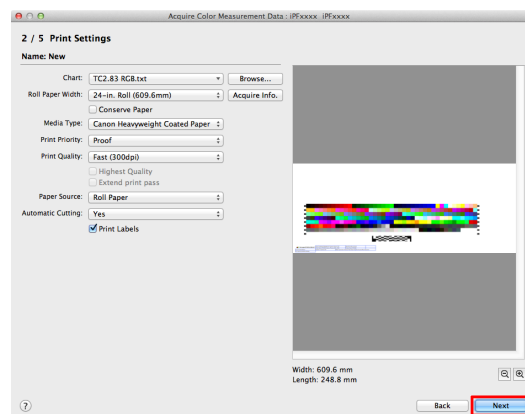 Acquire Color Measurement Data : iPFxxxx iPFxxxx
2 / 5 Print Settings
Name: New
Chart: TC2.83 RGB.txt Browse...
Roll Paper Width: 24-in. Roll (609.6mm) Acquire Info.
Conserve Paper
Media Type: Canon Heavyweight Coated Paper
Print Priority: Proof
Print Quality: Fast (300dpi)
Highest Quality
Extend print pass
Paper Source: Roll Paper
Automatic Cutting: Yes
Print Labels
Width: 609.6 mm
Length: 248.8 mm
? Back Next